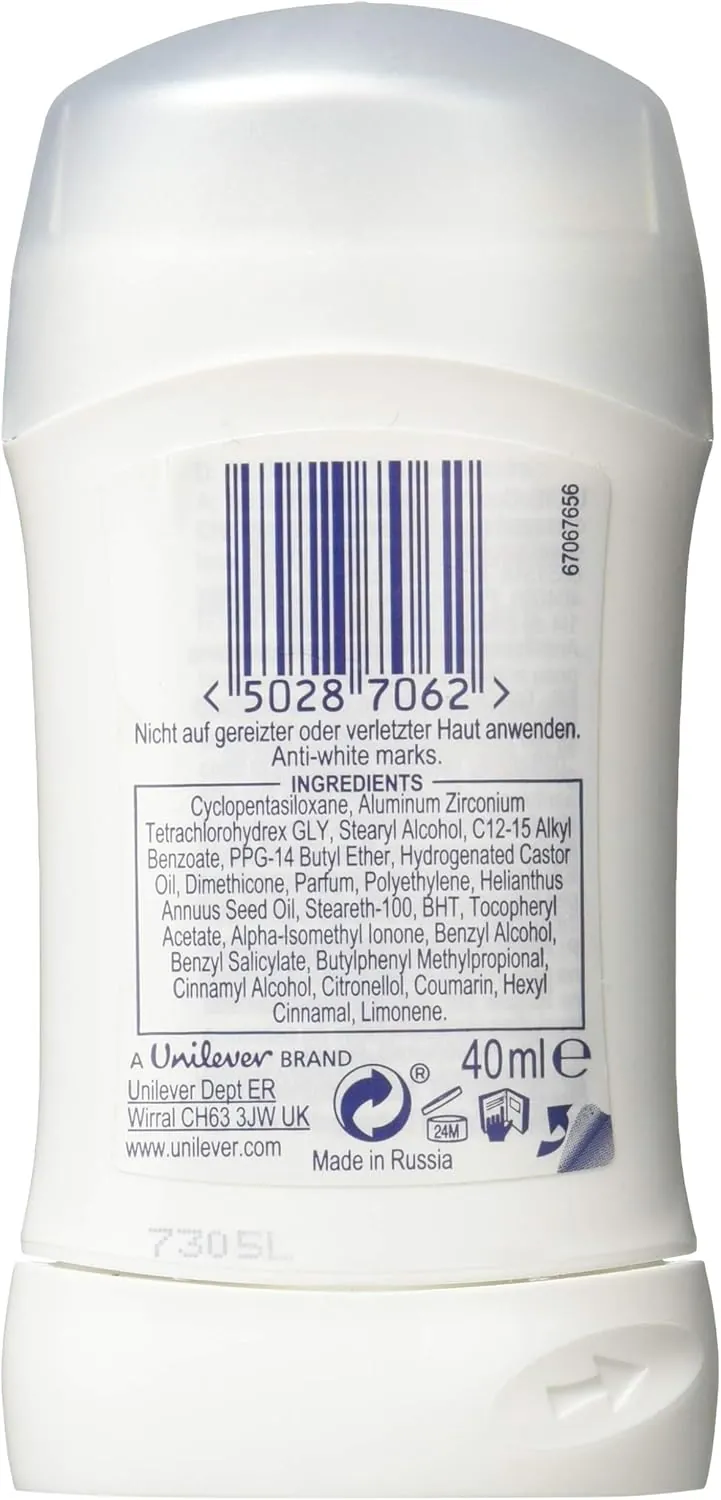 67067656
< 5028 7062 >
Nicht auf gereizter oder verletzter Haut anwenden.
Anti-white marks.
INGREDIENTS
Cyclopentasiloxane, Aluminum Zirconium
Tetrachlorohydrex GLY, Stearyl Alcohol, C12-15 Alkyl
Benzoate, PPG-14 Butyl Ether, Hydrogenated Castor
Oil, Dimethicone, Parfum, Polyethylene, Helianthus
Annuus Seed Oil, Steareth-100, BHT, Tocopheryl
Acetate, Alpha-Isomethyl Ionone, Benzyl Alcohol,
Benzyl Salicylate, Butylphenyl Methylpropional,
Cinnamyl Alcohol, Citronellol, Coumarin, Hexyl
Cinnamal, Limonene.
A Unilever BRAND
40ml e
Unilever Dept ER
Wirral CH63 3JW UK
®
24M
www.unilever.com
Made in Russia
7305L